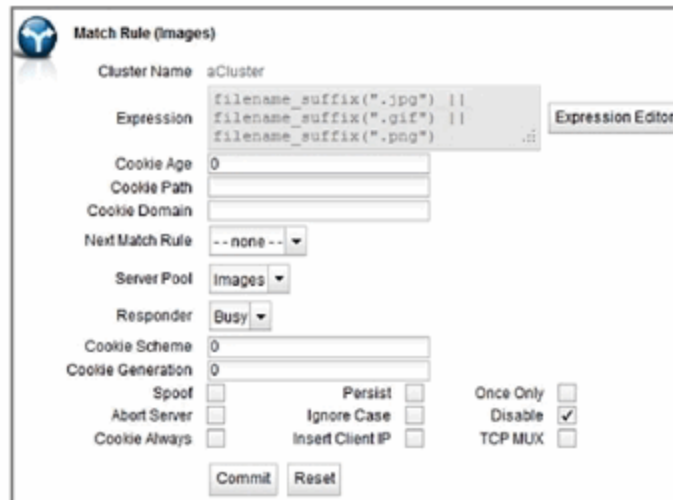 Match Rule (Images)
Cluster Name aCluster
Expression filename_suffix(".jpg") ||
filename_suffix(".gif") ||
filename_suffix(".png")
Expression Editor
Cookie Age 0
Cookie Path
Cookie Domain
Next Match Rule -- none --
Server Pool Images
Responder Busy
Cookie Scheme 0
Cookie Generation 0
Spoof Persist Once Only
Abort Server Ignore Case Disable
Cookie Always Insert Client IP TCP MUX
Commit Reset